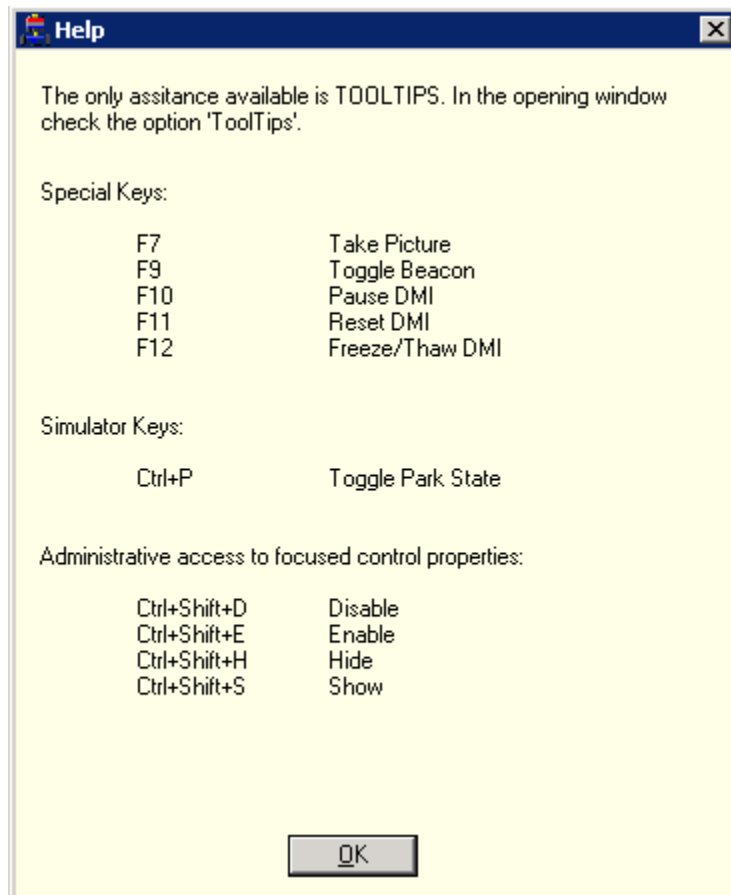 Help
The only assitance available is TOOLTIPS. In the opening window
check the option 'ToolTips'.
Special Keys:
F7 Take Picture
F9 Toggle Beacon
F10 Pause DMI
F11 Reset DMI
F12 Freeze/Thaw DMI
Simulator Keys:
Ctrl+P Toggle Park State
Administrative access to focused control properties:
Ctrl+Shift+D Disable
Ctrl+Shift+E Enable
Ctrl+Shift+H Hide
Ctrl+Shift+S Show
OK